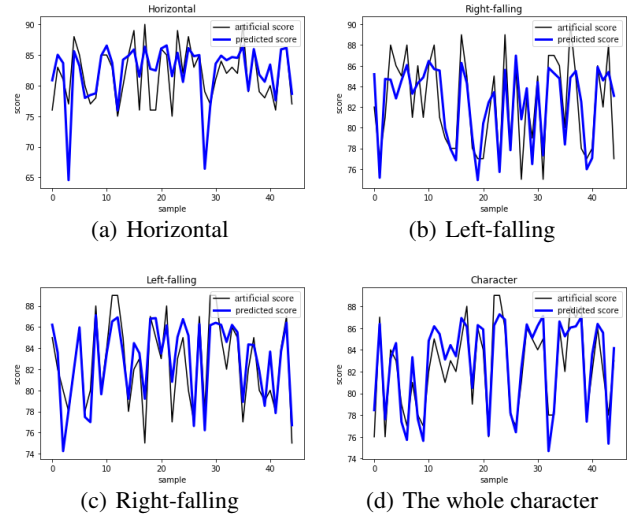 Horizontal
artificial score
predicted score
score
90
85
80
75
70
65
0 10 20 30 40
sample
(a) Horizontal
Right-falling
artificial score
predicted score
score
90
88
86
84
82
80
78
76
0 10 20 30 40
sample
(b) Left-falling
Left-falling
artificial score
predicted score
score
88
86
84
82
80
78
76
74
0 10 20 30 40
sample
(c) Right-falling
Character
artificial score
predicted score
score
88
86
84
82
80
78
76
74
0 10 20 30 40
sample
(d) The whole character